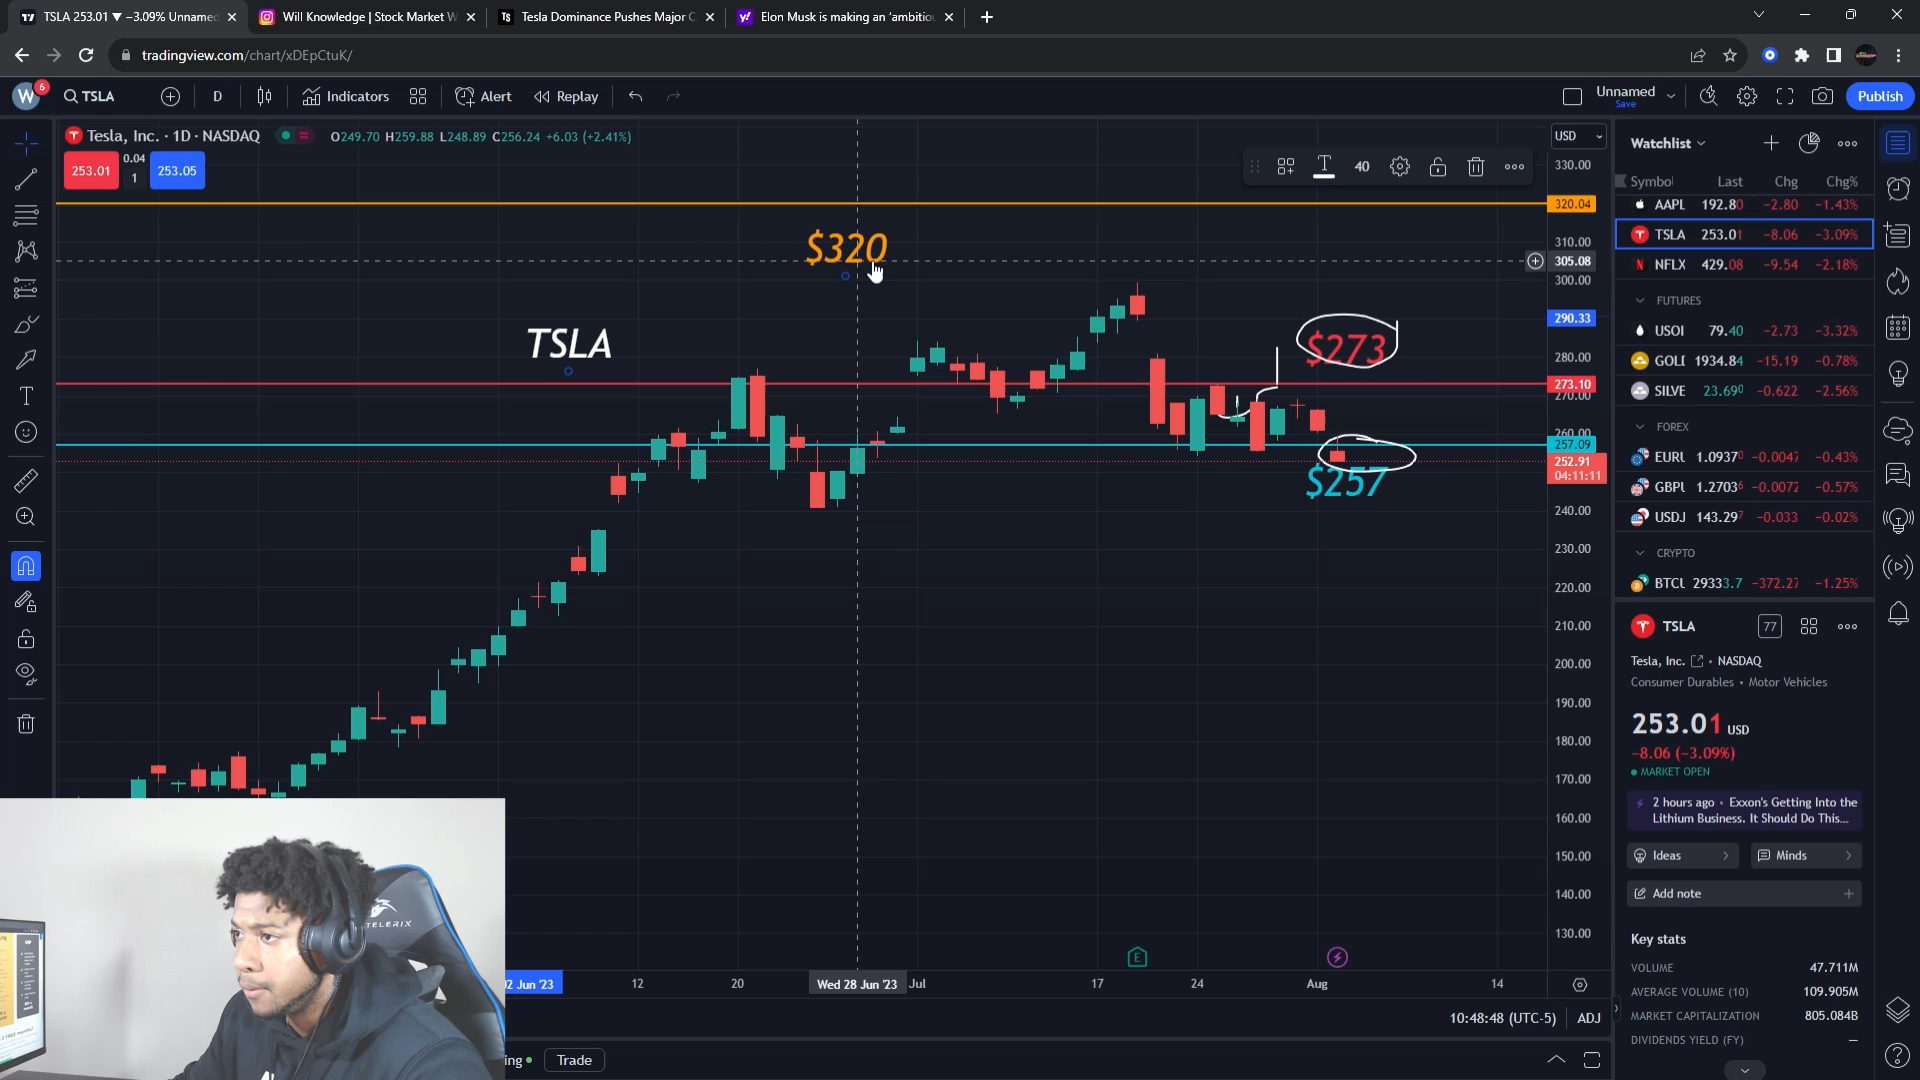 TSLA 253.01 ▼ −3.09% Unnamed
Will Knowledge | Stock Market W
Tesla Dominance Pushes Major C
Elon Musk is making an ‘ambitiou
tradingview.com/chart/xDEpCtuK/
W 6 TSLA D Indicators Alert Replay Unnamed Save Publish
Tesla, Inc. · 1D · NASDAQ O249.70 H259.88 L248.89 C256.24 +6.03 (+2.41%)
253.01 0.04 1 253.05
USD
330.00
320.04
310.00
305.08
300.00
290.33
280.00
273.10
270.00
260.00
257.09
252.91
04:11:11
240.00
230.00
220.00
210.00
200.00
190.00
180.00
170.00
160.00
150.00
140.00
130.00
40
$320
TSLA
$273
$257
E
02 Jun '23 12 20 Wed 28 Jun '23 Jul 17 24 Aug 14
10:48:48 (UTC-5) ADJ
ing Trade
Watchlist
Symbol Last Chg Chg%
AAPL 192.80 −2.80 −1.43%
TSLA 253.01 −8.06 −3.09%
NFLX 429.08 −9.54 −2.18%
FUTURES
USOI 79.40 −2.73 −3.32%
GOLD 1934.84 −15.19 −0.78%
SILVE 23.690 −0.622 −2.56%
FOREX
EURU 1.09370 −0.0047 −0.43%
GBPU 1.27036 −0.0072 −0.57%
USDJ 143.297 −0.033 −0.02%
CRYPTO
BTCU 29333.7 −372.27 −1.25%
TSLA 77
Tesla, Inc. • NASDAQ
Consumer Durables • Motor Vehicles
253.01 USD
−8.06 (−3.09%)
MARKET OPEN
2 hours ago • Exxon's Getting Into the
Lithium Business. It Should Do This...
Ideas Minds
Add note
Key stats
VOLUME 47.711M
AVERAGE VOLUME (10) 109.905M
MARKET CAPITALIZATION 805.084B
DIVIDENDS YIELD (FY) —
TELERIX